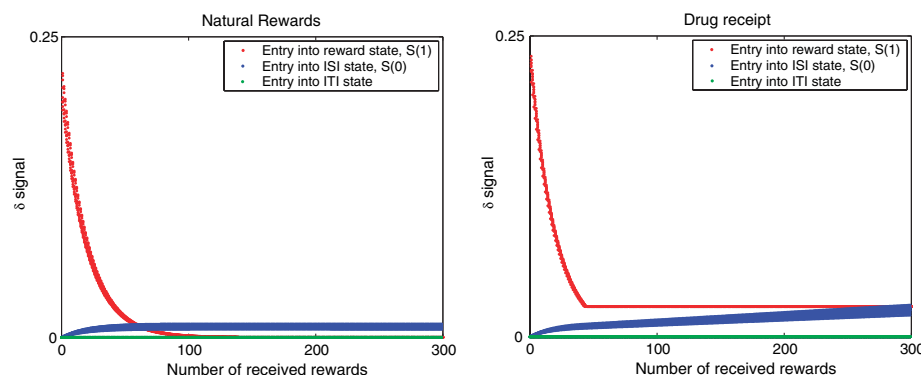 Natural Rewards
0.25
Entry into reward state, S(1)
Entry into ISI state, S(0)
Entry into ITI state
δ signal
0
0
100
200
300
Number of received rewards
Drug receipt
0.25
Entry into reward state, S(1)
Entry into ISI state, S(0)
Entry into ITI state
δ signal
0
0
100
200
300
Number of received rewards